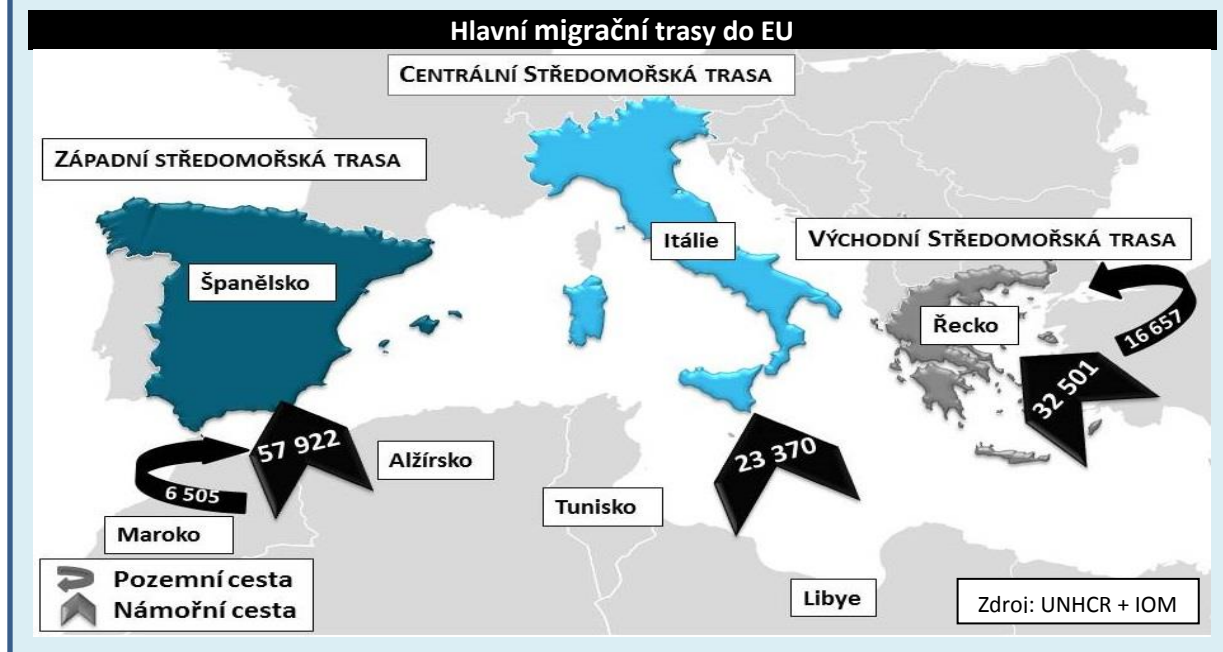 Hlavní migrační trasy do EU
CENTRÁLNÍ STŘEDOMOŘSKÁ TRASA
ZÁPADNÍ STŘEDOMOŘSKÁ TRASA
Itálie
VÝCHODNÍ STŘEDOMOŘSKÁ TRASA
Španělsko
Řecko
16 657
32 501
57 922
Alžírsko
23 370
6 505
Tunisko
Maroko
Pozemní cesta
Námořní cesta
Libye
Zdroj: UNHCR + IOM